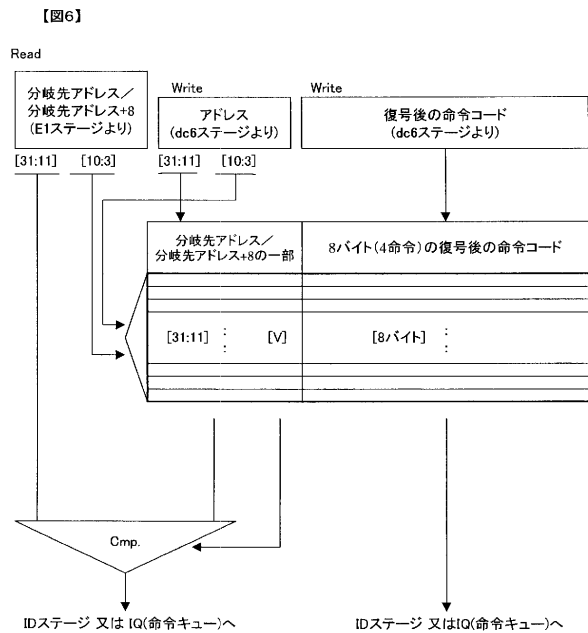 【図6】
Read
分岐先アドレス／
分岐先アドレス+8
(E1ステージより)
Write
アドレス
(dc6ステージより)
Write
復号後の命令コード
(dc6ステージより)
[31:11] [10:3]
[31:11] [10:3]
分岐先アドレス／
分岐先アドレス+8の一部
8バイト(4命令)の復号後の命令コード
[31:11] [V] [8バイト]
Cmp.
IDステージ 又は IQ(命令キュー)へ
IDステージ 又はIQ(命令キュー)へ